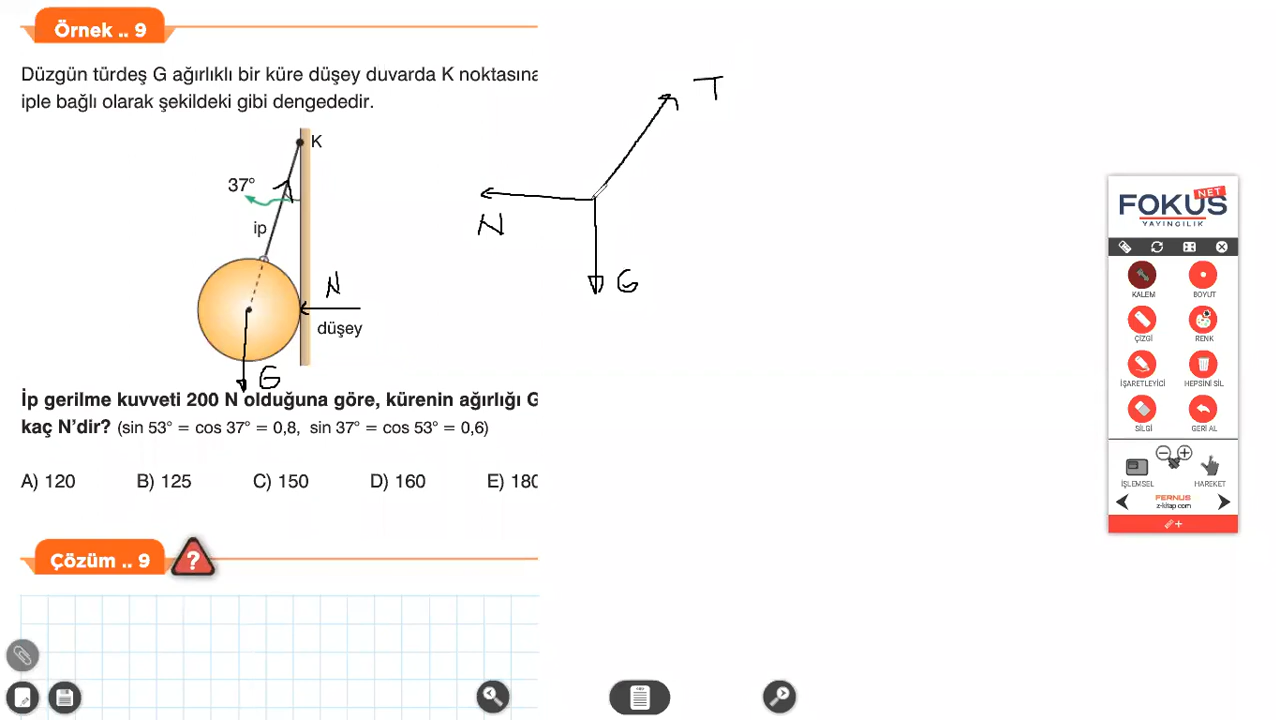 Örnek .. 9
Düzgün türdeş G ağırlıklı bir küre düşey duvarda K noktasına
iple bağlı olarak şekildeki gibi dengededir.
K
37°
ip
N
düşey
G
T
N
G
İp gerilme kuvveti 200 N olduğuna göre, kürenin ağırlığı G
kaç N'dir? (sin 53° = cos 37° = 0,8, sin 37° = cos 53° = 0,6)
A) 120 B) 125 C) 150 D) 160 E) 180
Çözüm .. 9
?
FOKUS NET
YAYINCILIK
KALEM BOYUT
ÇİZGİ RENK
İŞARETLEYİCİ HEPSİNİ SİL
SİLGİ GERİ AL
İŞLEMSEL HAREKET
PERNUS
z-kitap.com